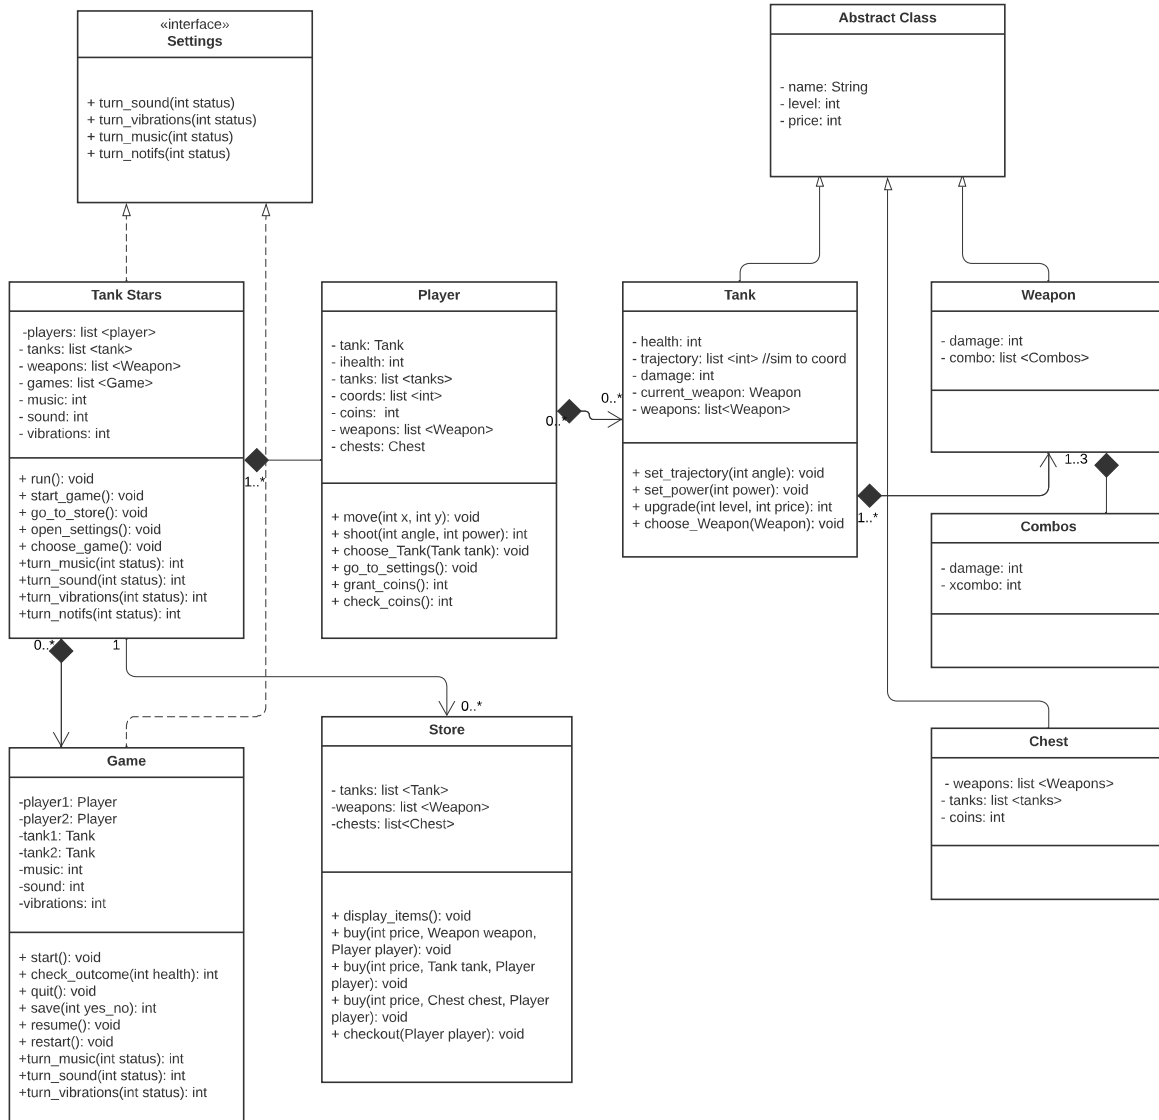 «interface»
Settings
+ turn_sound(int status)
+ turn_vibrations(int status)
+ turn_music(int status)
+ turn_notifs(int status)
Abstract Class
- name: String
- level: int
- price: int
Tank Stars
-players: list <player>
- tanks: list <tank>
- weapons: list <Weapon>
- games: list <Game>
- music: int
- sound: int
- vibrations: int
+ run(): void
+ start_game(): void
+ go_to_store(): void
+ open_settings(): void
+ choose_game(): void
+turn_music(int status): int
+turn_sound(int status): int
+turn_vibrations(int status): int
+turn_notifs(int status): int
1..*
Player
- tank: Tank
- ihealth: int
- tanks: list <tanks>
- coords: list <int>
- coins:  int
- weapons: list <Weapon>
- chests: Chest
+ move(int x, int y): void
+ shoot(int angle, int power): int
+ choose_Tank(Tank tank): void
+ go_to_settings(): void
+ grant_coins(): int
+ check_coins(): int
0..*
0..*
Tank
- health: int
- trajectory: list <int> //sim to coord
- damage: int
- current_weapon: Weapon
- weapons: list<Weapon>
+ set_trajectory(int angle): void
+ set_power(int power): void
+ upgrade(int level, int price): int
+ choose_Weapon(Weapon): void
1..*
Weapon
- damage: int
- combo: list <Combos>
1..3
Combos
- damage: int
- xcombo: int
0..*
1
0..*
Game
-player1: Player
-player2: Player
-tank1: Tank
-tank2: Tank
-music: int
-sound: int
-vibrations: int
+ start(): void
+ check_outcome(int health): int
+ quit(): void
+ save(int yes_no): int
+ resume(): void
+ restart(): void
+turn_music(int status): int
+turn_sound(int status): int
+turn_vibrations(int status): int
Store
- tanks: list <Tank>
-weapons: list <Weapon>
-chests: list<Chest>
+ display_items(): void
+ buy(int price, Weapon weapon,
Player player): void
+ buy(int price, Tank tank, Player
player): void
+ buy(int price, Chest chest, Player
player): void
+ checkout(Player player): void
Chest
- weapons: list <Weapons>
- tanks: list <tanks>
- coins: int